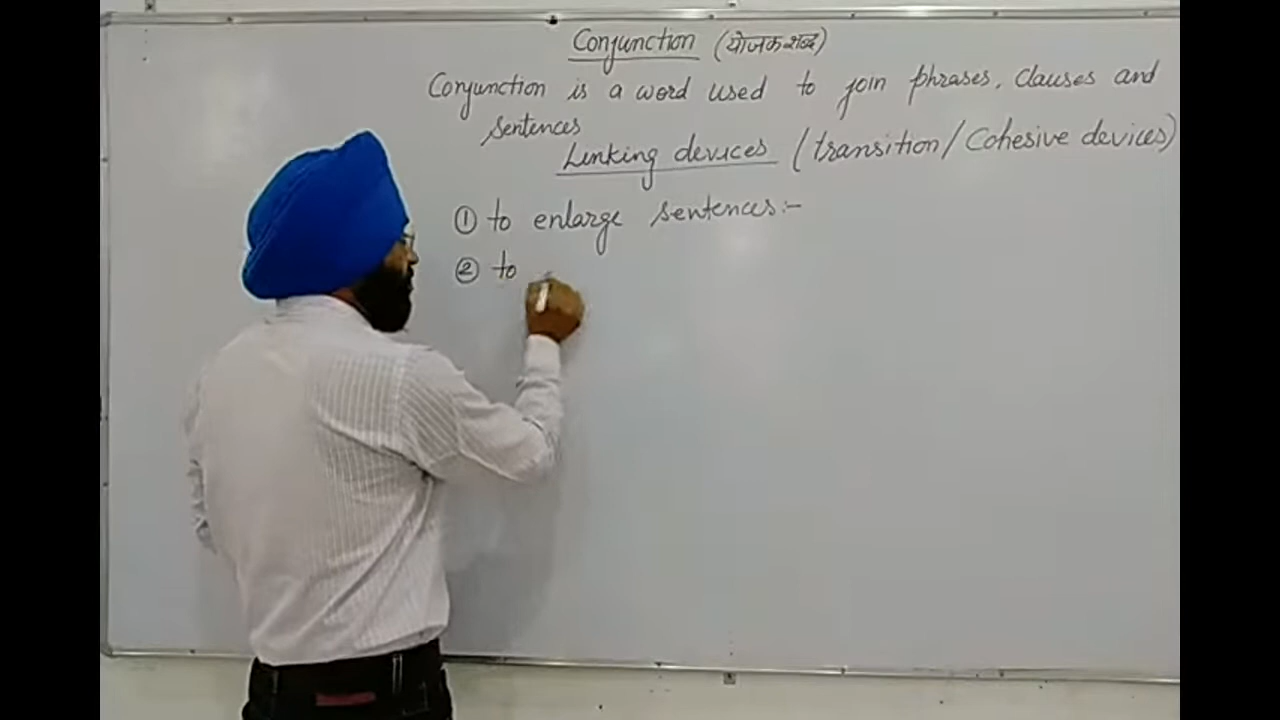 Conjunction (योजक शब्द)
Conjunction is a word used to join phrases, clauses and
sentences
Linking devices (transition/Cohesive devices)
① to enlarge sentences:-
② to